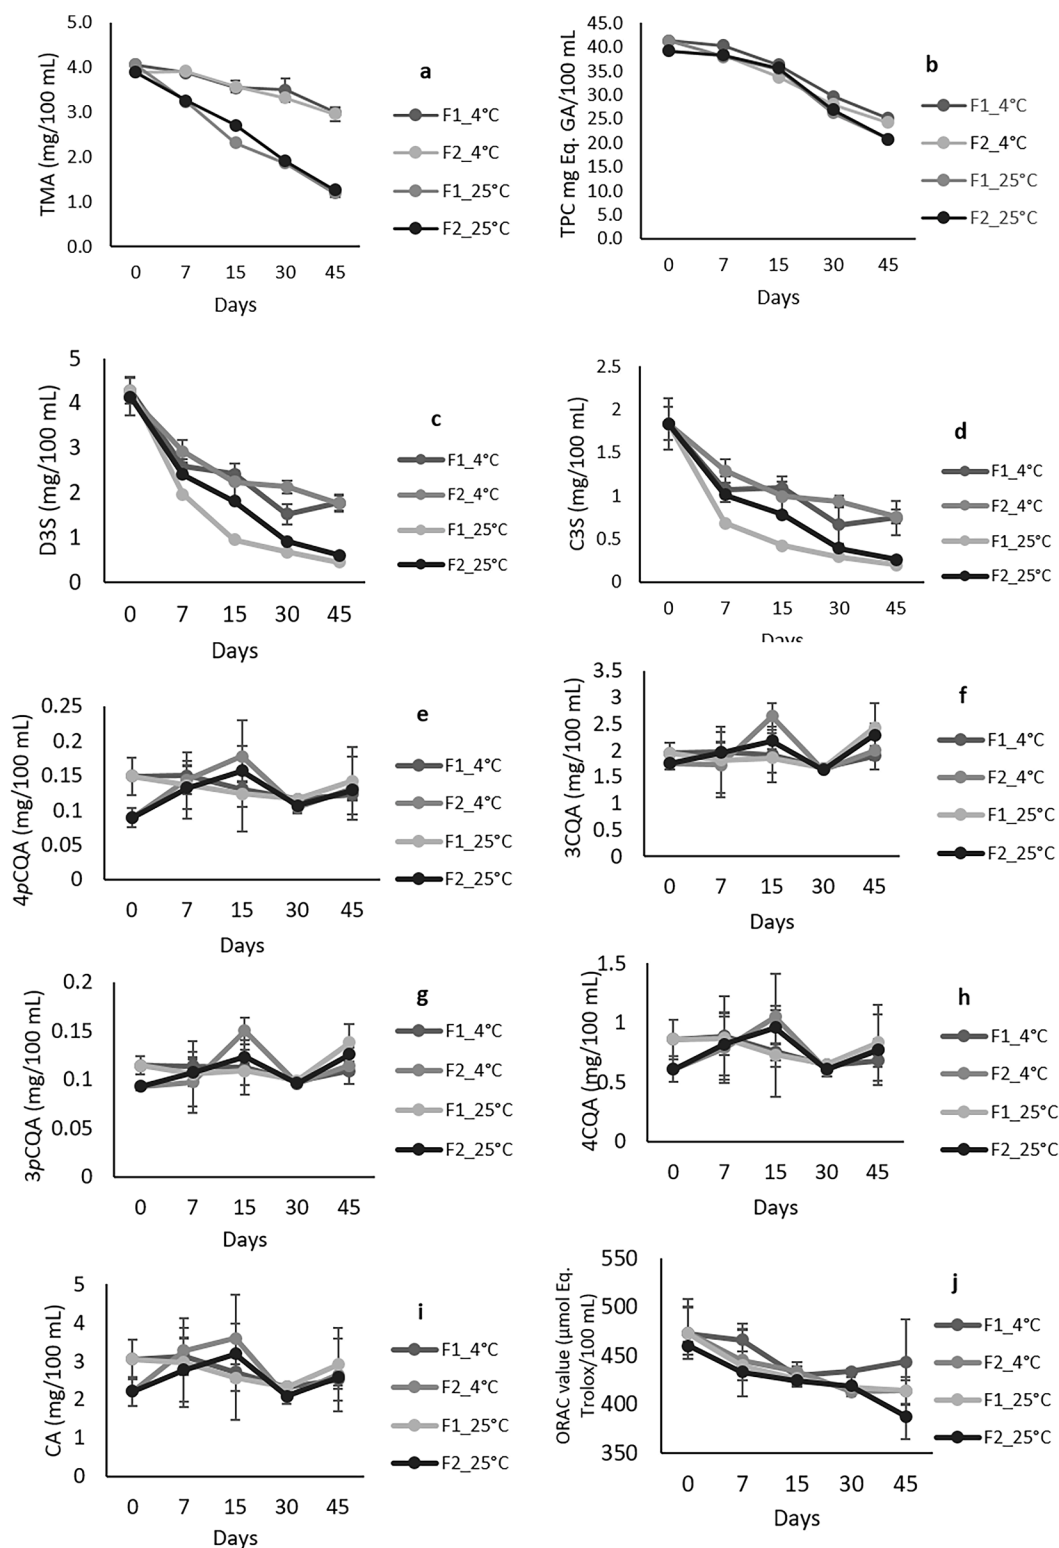 5.0
4.0
3.0
2.0
1.0
0.0
TMA (mg/100 mL)
0 7 15 30 45
Days
a
F1_4°C
F2_4°C
F1_25°C
F2_25°C
45.0
40.0
35.0
30.0
25.0
20.0
15.0
10.0
5.0
0.0
TPC mg Eq. GA/100 mL
0 7 15 30 45
Days
b
F1_4°C
F2_4°C
F1_25°C
F2_25°C
5
4
3
2
1
0
D3S (mg/100 mL)
0 7 15 30 45
Days
c
F1_4°C
F2_4°C
F1_25°C
F2_25°C
2.5
2
1.5
1
0.5
0
C3S (mg/100 mL)
0 7 15 30 45
Days
d
F1_4°C
F2_4°C
F1_25°C
F2_25°C
0.25
0.2
0.15
0.1
0.05
0
4pCQA (mg/100 mL)
0 7 15 30 45
Days
e
F1_4°C
F2_4°C
F1_25°C
F2_25°C
3.5
3
2.5
2
1.5
1
0.5
0
3CQA (mg/100 mL)
0 7 15 30 45
Days
f
F1_4°C
F2_4°C
F1_25°C
F2_25°C
0.2
0.15
0.1
0.05
0
3pCQA (mg/100 mL)
0 7 15 30 45
Days
g
F1_4°C
F2_4°C
F1_25°C
F2_25°C
1.5
1
0.5
0
4CQA (mg/100 mL)
0 7 15 30 45
Days
h
F1_4°C
F2_4°C
F1_25°C
F2_25°C
5
4
3
2
1
0
CA (mg/100 mL)
0 7 15 30 45
Days
i
F1_4°C
F2_4°C
F1_25°C
F2_25°C
550
500
450
400
350
ORAC value (µmol Eq.
Trolox/100 mL)
0 7 15 30 45
Days
j
F1_4°C
F2_4°C
F1_25°C
F2_25°C